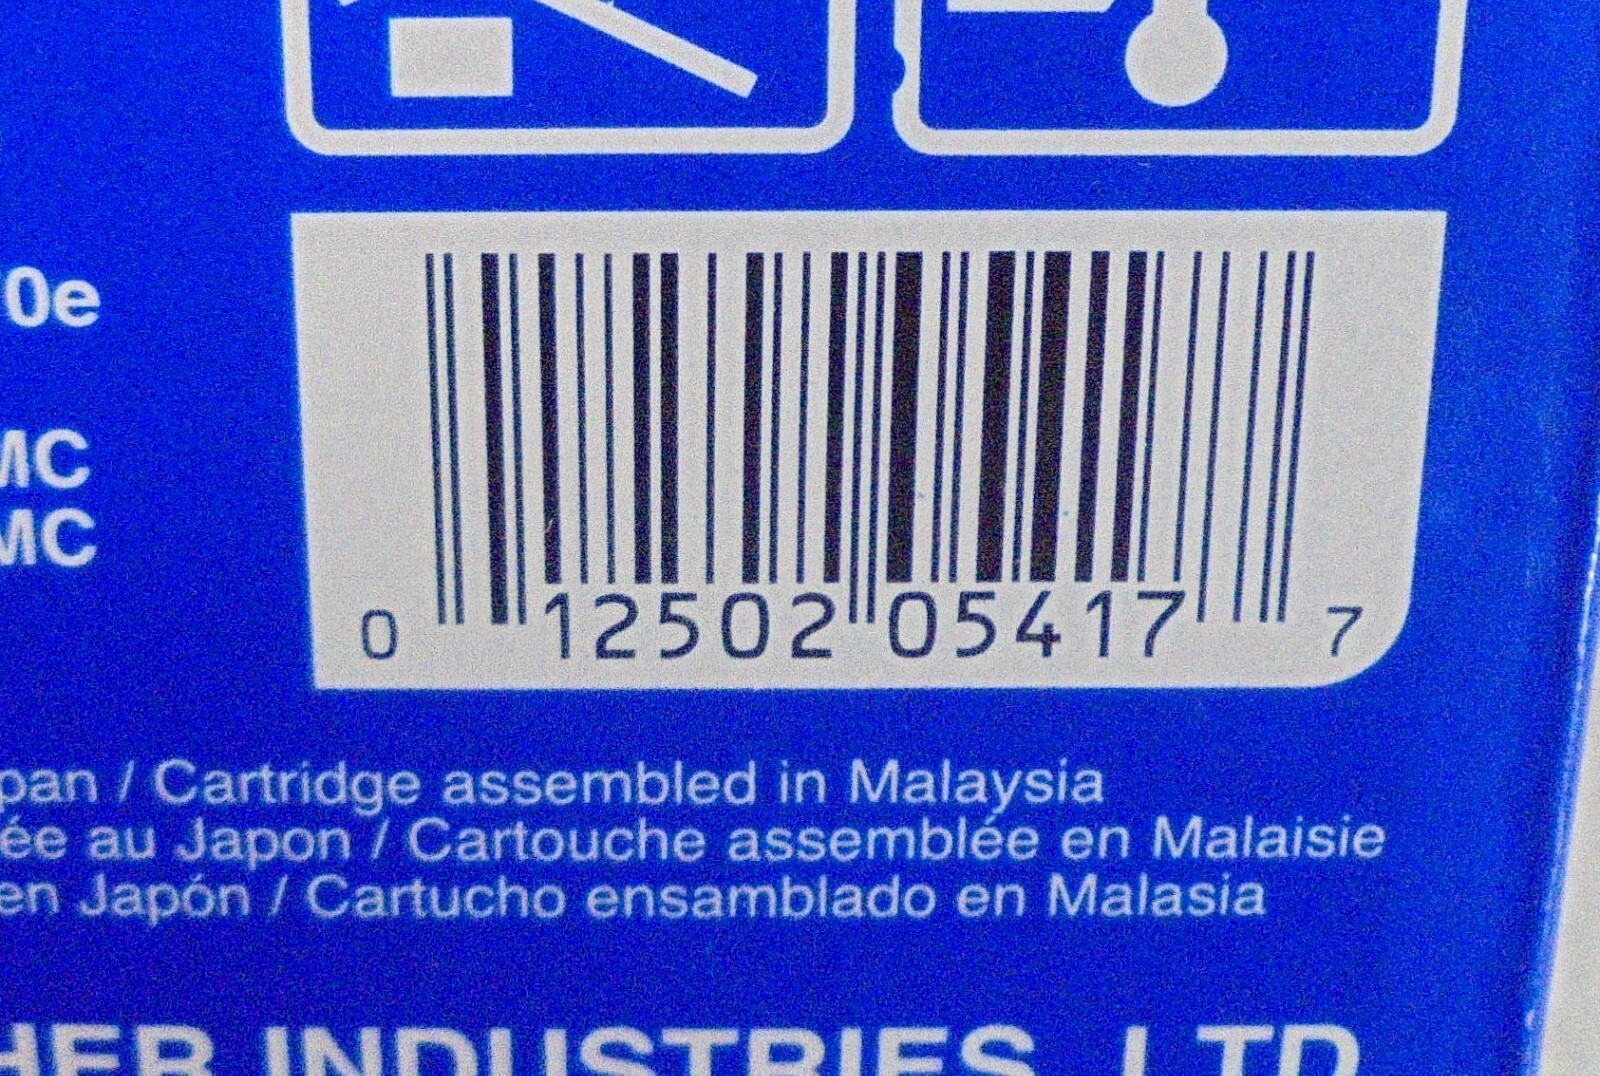 0e
MC
MC
0 12502 05417 7
pan / Cartridge assembled in Malaysia
ée au Japon / Cartouche assemblée en Malaisie
en Japón / Cartucho ensamblado en Malasia
HER INDUSTRIES, LTD.